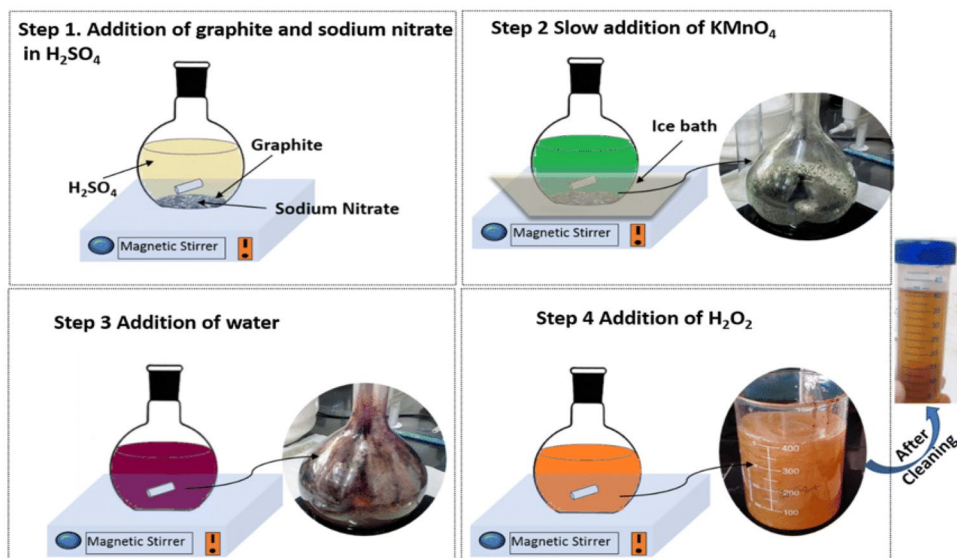 Step 1. Addition of graphite and sodium nitrate
in H₂SO₄
Graphite
H₂SO₄
Sodium Nitrate
Magnetic Stirrer
Step 2 Slow addition of KMnO₄
Ice bath
Magnetic Stirrer
Step 3 Addition of water
Magnetic Stirrer
Step 4 Addition of H₂O₂
400
300
200
100
Magnetic Stirrer
After
Cleaning